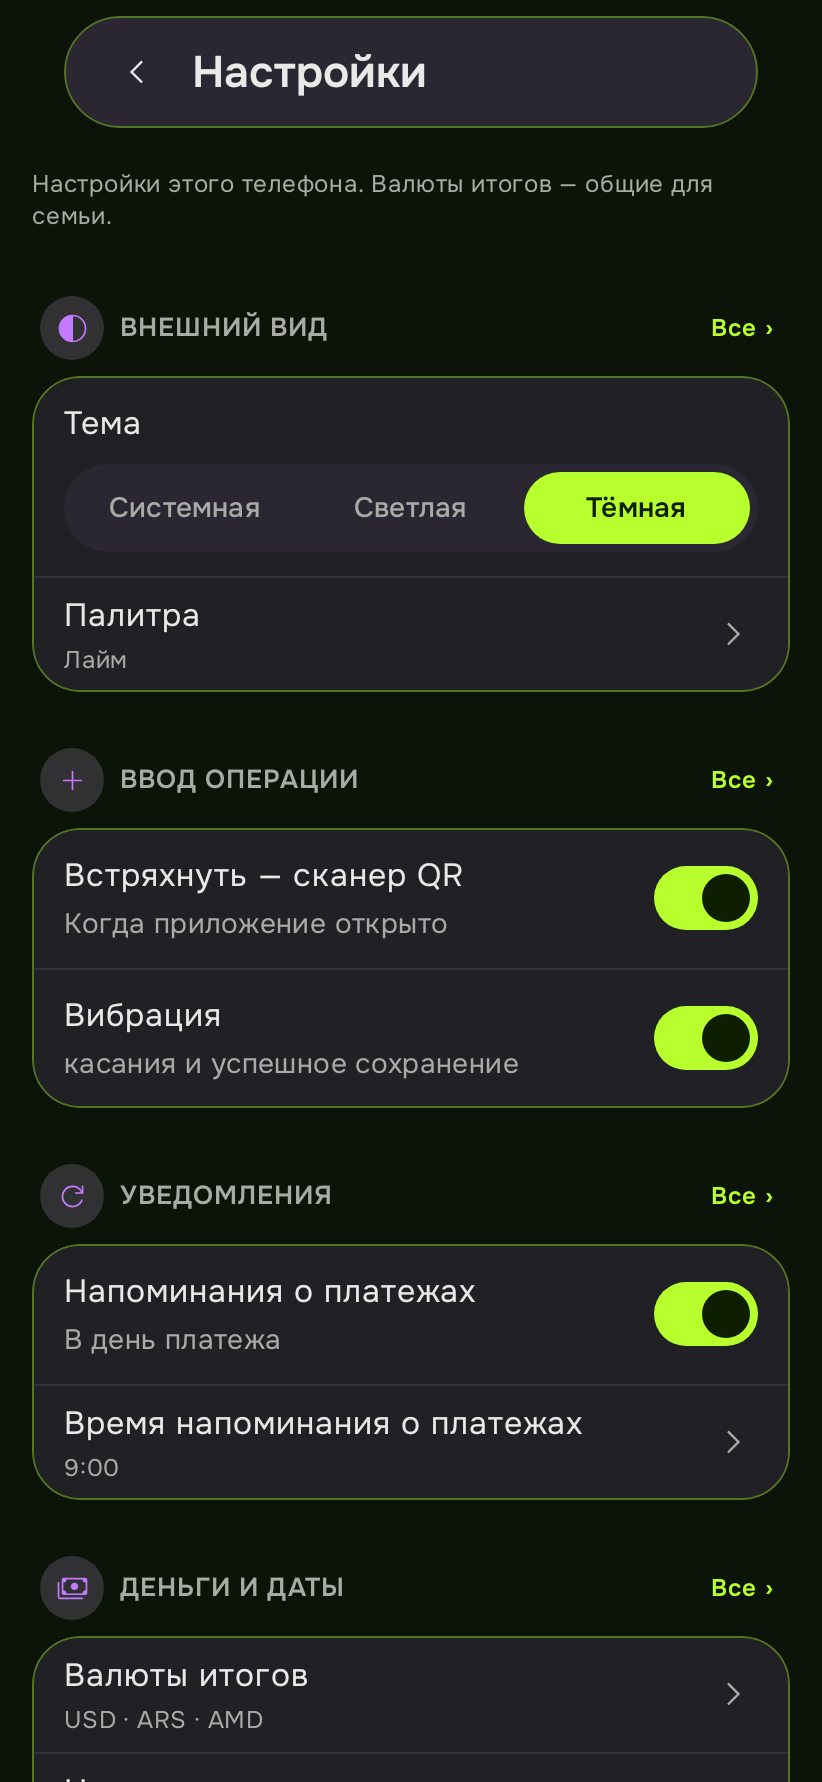 Настройки
Настройки этого телефона. Валюты итогов — общие для
семьи.
ВНЕШНИЙ ВИД
Все ›
Тема
Системная Светлая Тёмная
Палитра
Лайм
ВВОД ОПЕРАЦИИ
Все ›
Встряхнуть — сканер QR
Когда приложение открыто
Вибрация
касания и успешное сохранение
УВЕДОМЛЕНИЯ
Все ›
Напоминания о платежах
В день платежа
Время напоминания о платежах
9:00
ДЕНЬГИ И ДАТЫ
Все ›
Валюты итогов
USD · ARS · AMD